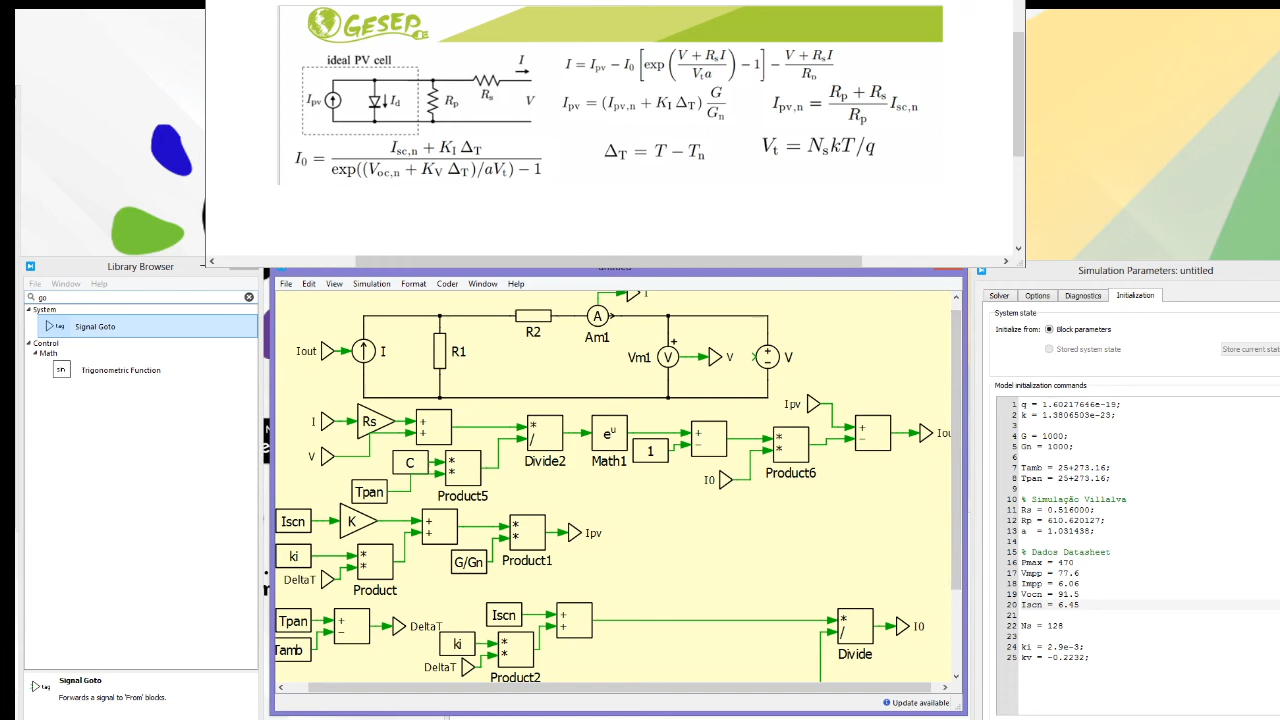 GESEP
ideal PV cell
I
I = Ipv − I0 [exp((V + RsI)/(Vta)) − 1] − (V + RsI)/Rp
Ipv
Id
Rp
Rs
V
Ipv = (Ipv,n + KI ΔT) G/Gn
Ipv,n = (Rp + Rs)/Rp Isc,n
I0 = (Isc,n + KI ΔT)/(exp((Voc,n + KV ΔT)/aVt) − 1)
ΔT = T − Tn
Vt = NskT/q
Library Browser
File Window Help
go
System
Signal Goto
tag
Control
Math
sin
Trigonometric Function
Signal Goto
tag
Forwards a signal to 'From' blocks.
untitled
File Edit View Simulation Format Coder Window Help
I
A
R2
Am1
Iout
I
R1
Vm1
V
V
V
Ipv
I
Rs
V
Divide2
e^u
Math1
1
Product6
Iou
C
Product5
I0
Tpan
Iscn
K
Ipv
ki
G/Gn
Product1
DeltaT
Product
Tpan
Iscn
DeltaT
I0
Tamb
ki
Divide
DeltaT
Product2
Update available
Simulation Parameters: untitled
Solver Options Diagnostics Initialization
System state
Initialize from: Block parameters
Stored system state
Store current stat
Model initialization commands
1 q = 1.60217646e-19;
2 k = 1.3806503e-23;
3
4 G = 1000;
5 Gn = 1000;
6
7 Tamb = 25+273.16;
8 Tpan = 25+273.16;
9
10 % Simulação Villalva
11 Rs = 0.516000;
12 Rp = 610.620127;
13 a = 1.031438;
14
15 % Dados Datasheet
16 Pmax = 470
17 Vmpp = 77.6
18 Impp = 6.06
19 Vocn = 91.5
20 Iscn = 6.45
21
22 Ns = 128
23
24 ki = 2.9e-3;
25 kv = -0.2232;